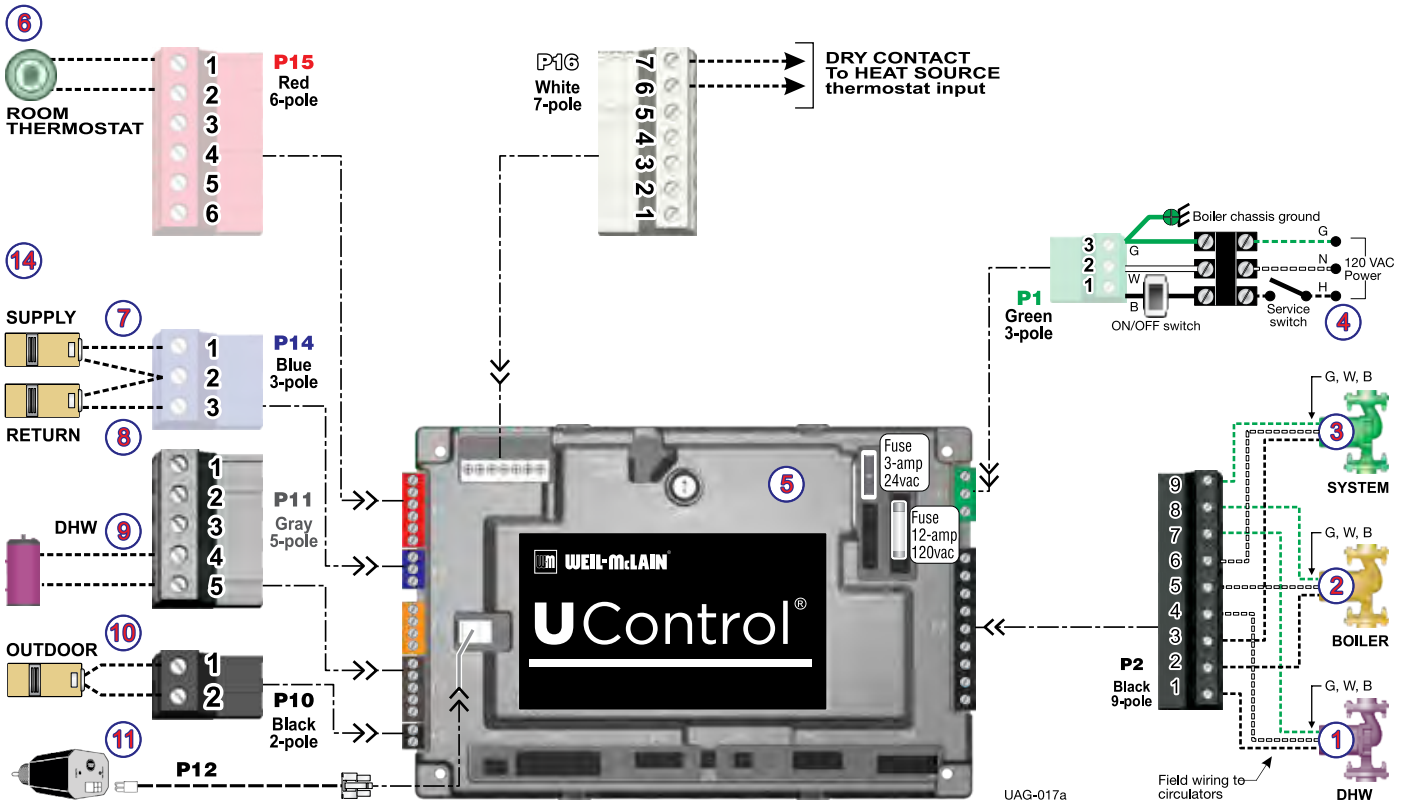 6
ROOM
THERMOSTAT
1
2
3
4
5
6
P15
Red
6-pole
P16
White
7-pole
7
6
5
4
3
2
1
DRY CONTACT
To HEAT SOURCE
thermostat input
14
SUPPLY
7
RETURN
8
1
2
3
P14
Blue
3-pole
3
2
1
P1
Green
3-pole
G
W
B
Boiler chassis ground
ON/OFF switch
G
N
H
120 VAC
Power
Service
switch
4
DHW
9
1
2
3
4
5
P11
Gray
5-pole
OUTDOOR
10
1
2
P10
Black
2-pole
11
P12
5
Fuse
3-amp
24vac
Fuse
12-amp
120vac
wm WEIL-McLAIN
UControl®
9
8
7
6
5
4
3
2
1
P2
Black
9-pole
G, W, B
3
SYSTEM
G, W, B
2
BOILER
G, W, B
1
DHW
Field wiring to
circulators
UAG-017a